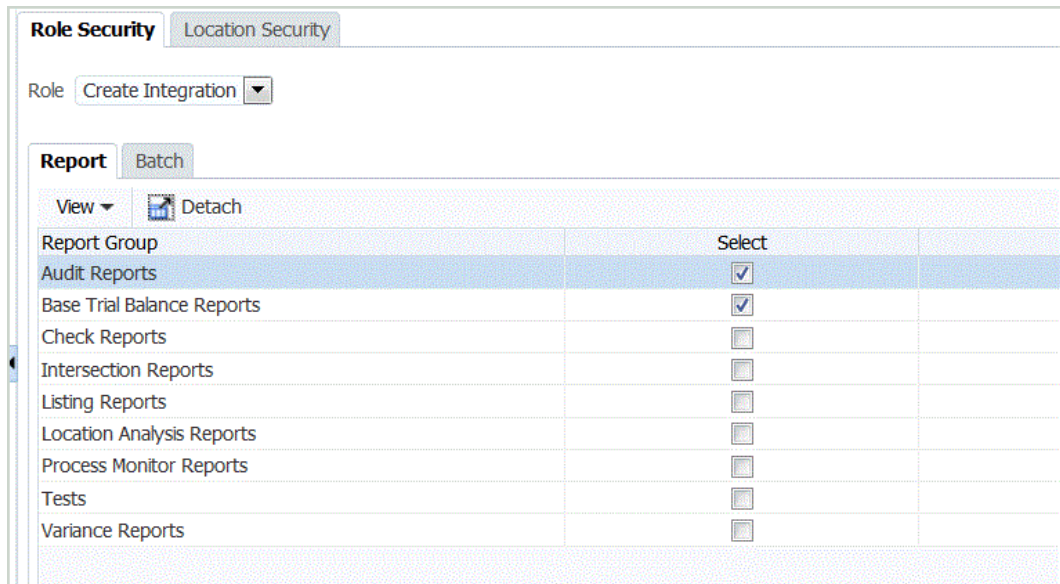 Role Security Location Security
Role Create Integration
Report Batch
View Detach
Report Group Select
Audit Reports
Base Trial Balance Reports
Check Reports
Intersection Reports
Listing Reports
Location Analysis Reports
Process Monitor Reports
Tests
Variance Reports